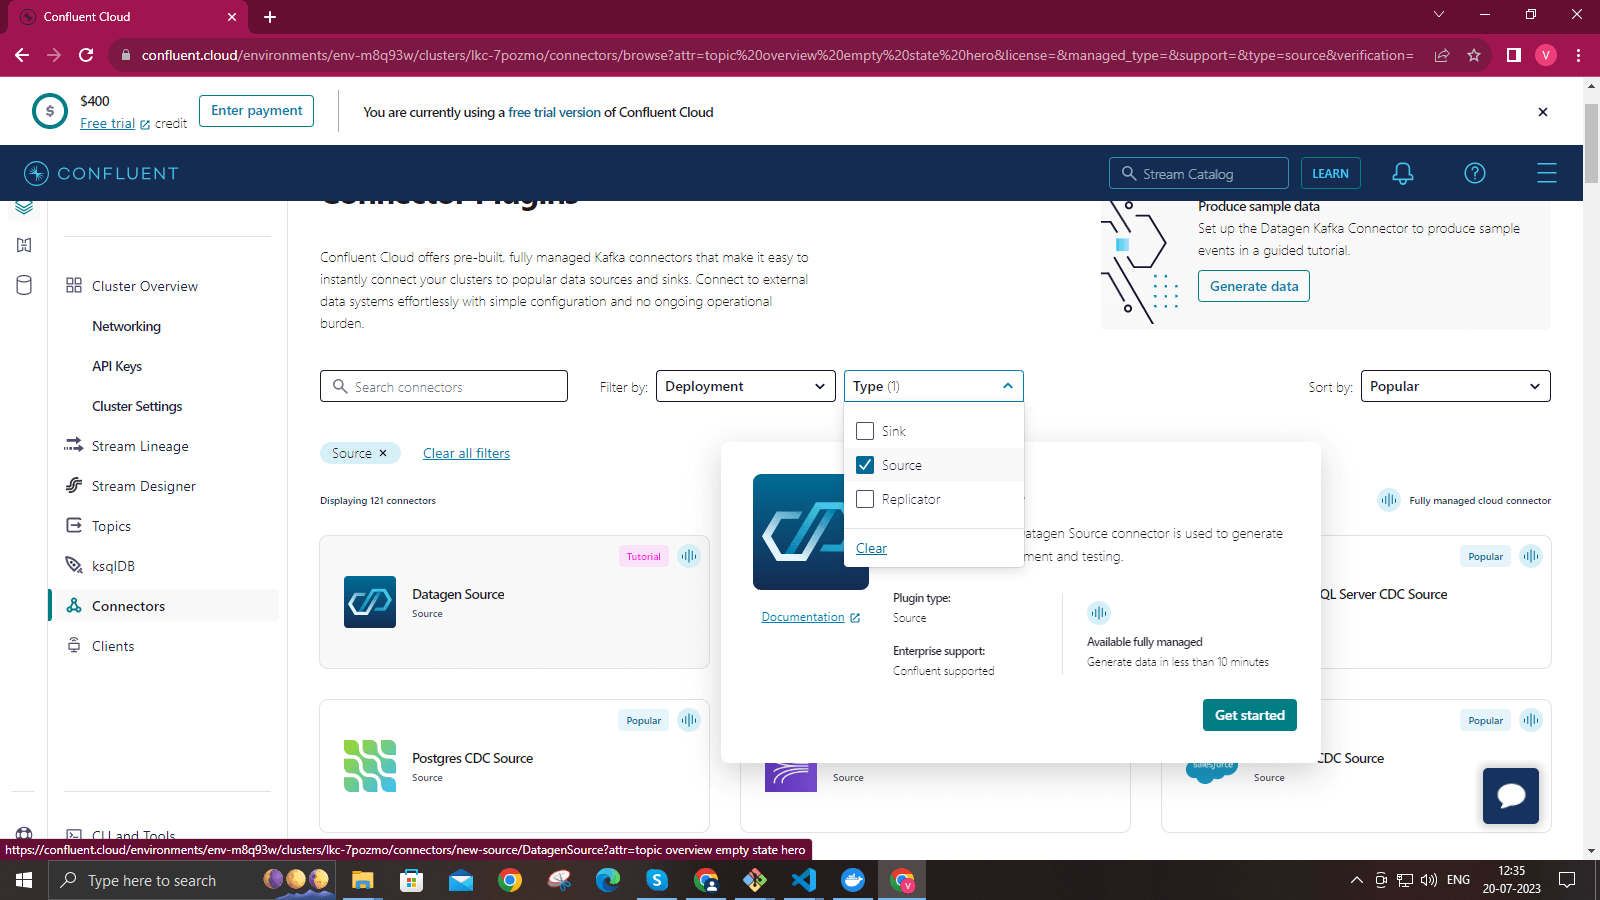 Confluent Cloud
confluent.cloud/environments/env-m8q93w/clusters/lkc-7pozmo/connectors/browse?attr=topic%20overview%20empty%20state%20hero&license=&managed_type=&support=&type=source&verification=
V
$
$400
Free trial credit
Enter payment
You are currently using a free trial version of Confluent Cloud
CONFLUENT
Stream Catalog
LEARN
?
Connector Plugins
Confluent Cloud offers pre-built, fully managed Kafka connectors that make it easy to
instantly connect your clusters to popular data sources and sinks. Connect to external
data systems effortlessly with simple configuration and no ongoing operational
burden.
Produce sample data
Set up the Datagen Kafka Connector to produce sample
events in a guided tutorial.
Generate data
Cluster Overview
Networking
API Keys
Cluster Settings
Stream Lineage
Stream Designer
Topics
ksqlDB
Connectors
Clients
CLI and Tools
Search connectors
Filter by:
Deployment
Type (1)
Sort by:
Popular
Sink
Source
Replicator
Clear
Source ×
Clear all filters
Displaying 121 connectors
Fully managed cloud connector
Tutorial
Datagen Source
Source
atagen Source connector is used to generate
ment and testing.
Documentation
Plugin type:
Source
Enterprise support:
Confluent supported
Available fully managed
Generate data in less than 10 minutes
Get started
Popular
QL Server CDC Source
Popular
Postgres CDC Source
Source
Source
Popular
salesforce
CDC Source
Source
https://confluent.cloud/environments/env-m8q93w/clusters/lkc-7pozmo/connectors/new-source/DatagenSource?attr=topic overview empty state hero
Type here to search
S
V
ENG
12:35
20-07-2023